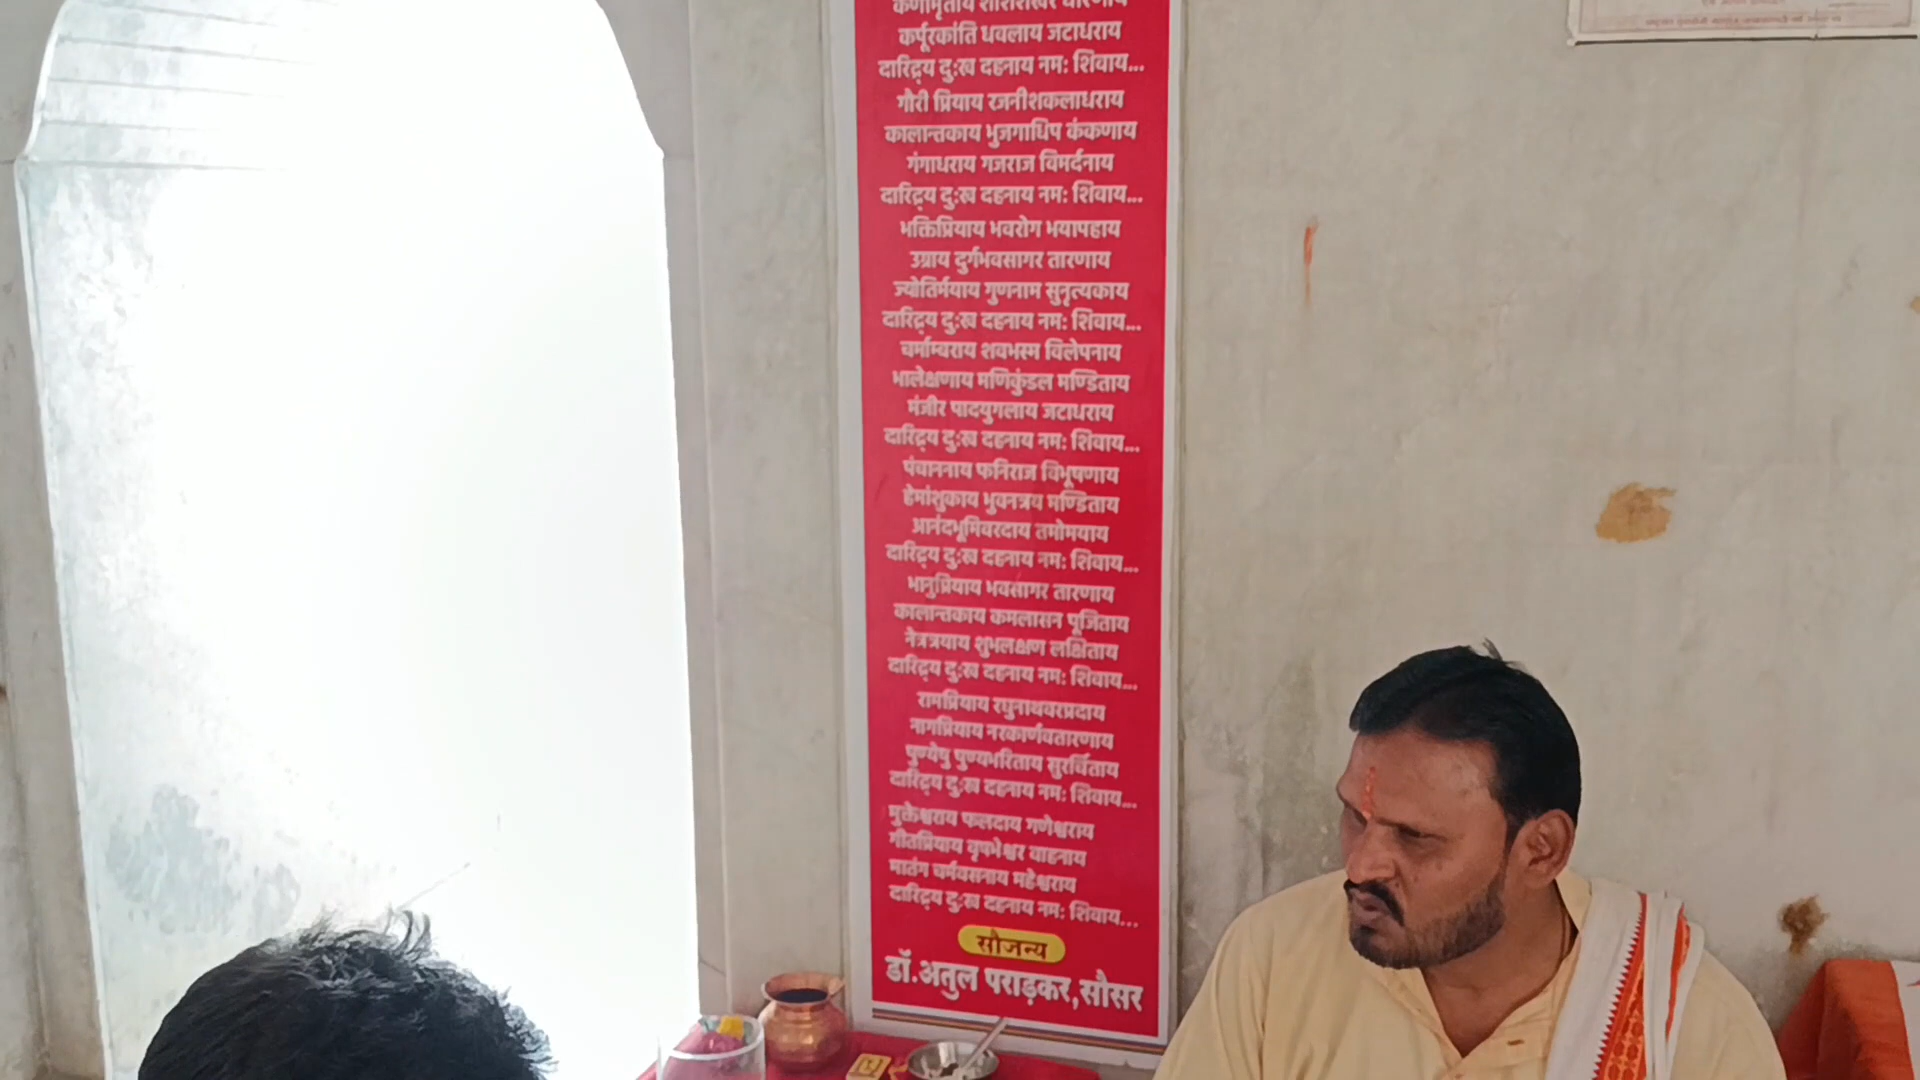 कर्पूरकांति धवलाय जटाधराय
दारिद्र्य दु:ख दहनाय नम: शिवाय...
गौरी प्रियाय रजनीशकलाधराय
कालान्तकाय भुजगाधिप कंकणाय
गंगाधराय गजराज विमर्दनाय
दारिद्र्य दु:ख दहनाय नम: शिवाय...
भक्तिप्रियाय भवरोग भयापहाय
उग्राय दुर्गभवसागर तारणाय
ज्योतिर्मयाय गुणनाम सुनृत्यकाय
दारिद्र्य दु:ख दहनाय नम: शिवाय...
चर्माम्बराय शवभस्म विलेपनाय
भालेक्षणाय मणिकुंडल मण्डिताय
मंजीर पादयुगलाय जटाधराय
दारिद्र्य दु:ख दहनाय नम: शिवाय...
पंचाननाय फनिराज विभूषणाय
हेमांशुकाय भुवनत्रय मण्डिताय
आनंदभूमिवरदाय तमोमयाय
दारिद्र्य दु:ख दहनाय नम: शिवाय...
भानुप्रियाय भवसागर तारणाय
कालान्तकाय कमलासन पूजिताय
नेत्रत्रयाय शुभलक्षण लक्षिताय
दारिद्र्य दु:ख दहनाय नम: शिवाय...
रामप्रियाय रघुनाथवरप्रदाय
नागप्रियाय नरकार्णवतारणाय
पुण्येषु पुण्यभरिताय सुरर्चिताय
दारिद्र्य दु:ख दहनाय नम: शिवाय...
मुक्तेश्वराय फलदाय गणेश्वराय
गीतप्रियाय वृषभेश्वर वाहनाय
मातंग चर्मवसनाय महेश्वराय
दारिद्र्य दु:ख दहनाय नम: शिवाय...
सौजन्य
डॉ.अतुल पराड़कर,सौसर